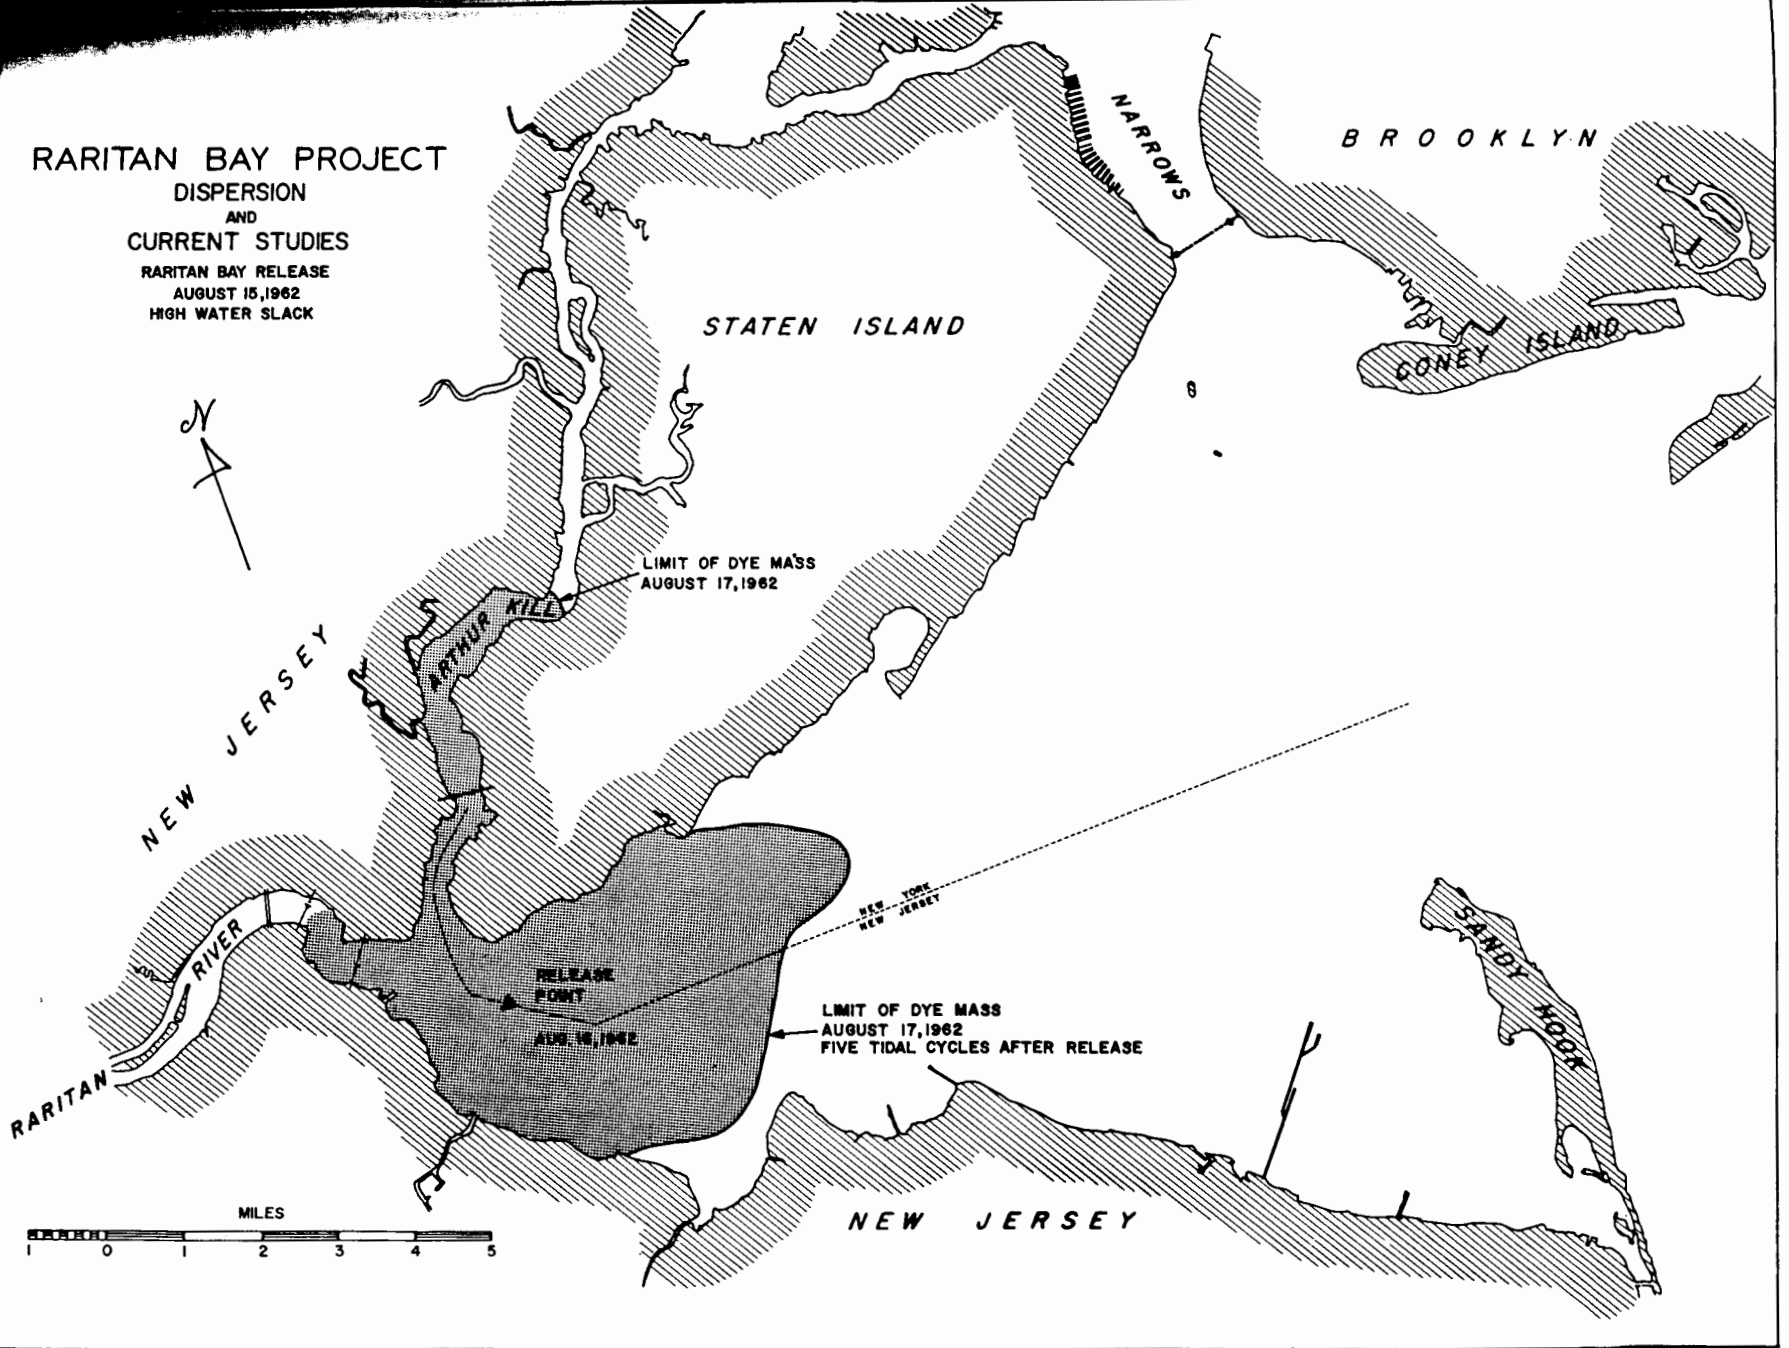 RARITAN BAY PROJECT
DISPERSION
AND
CURRENT STUDIES
RARITAN BAY RELEASE
AUGUST 15,1962
HIGH WATER SLACK
N
NARROWS
BROOKLYN
STATEN ISLAND
CONEY ISLAND
LIMIT OF DYE MASS
AUGUST 17,1962
ARTHUR KILL
NEW JERSEY
NEW YORK
NEW JERSEY
RARITAN RIVER
RELEASE
POINT
LIMIT OF DYE MASS
AUGUST 17,1962
FIVE TIDAL CYCLES AFTER RELEASE
SANDY HOOK
NEW JERSEY
MILES
1 0 1 2 3 4 5